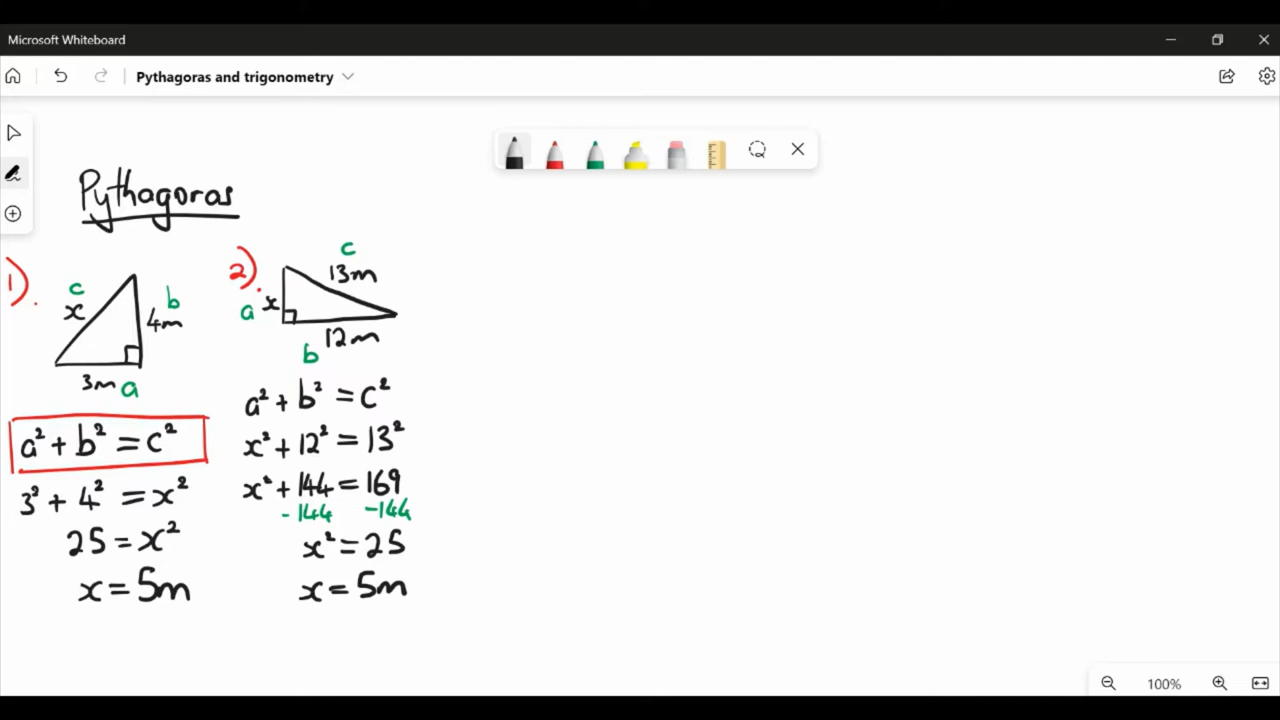 Microsoft Whiteboard
Pythagoras and trigonometry
Pythagoras
1).
c
x
b
4m
3m a
a² + b² = c²
3² + 4² = x²
25 = x²
x = 5m
2).
c
13m
a x
12m
b
a² + b² = c²
x² + 12² = 13²
x² + 144 = 169
-144 -144
x² = 25
x = 5m
100%